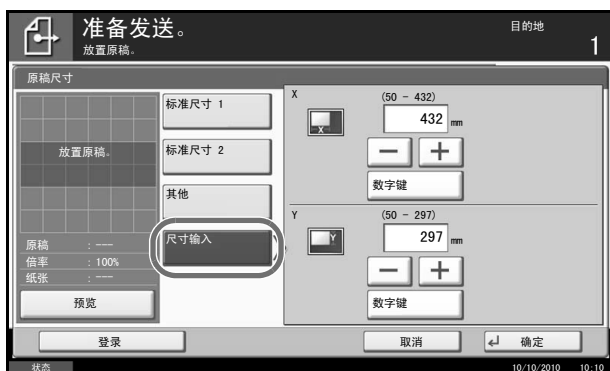 准备发送。
放置原稿。
目的地
1
原稿尺寸
放置原稿。
原稿 : ---
倍率 : 100%
纸张 : ---
预览
标准尺寸 1
标准尺寸 2
其他
尺寸输入
X
(50 - 432)
432 mm
X
数字键
Y
(50 - 297)
297 mm
Y
数字键
登录
取消
确定
状态
10/10/2010 10:10